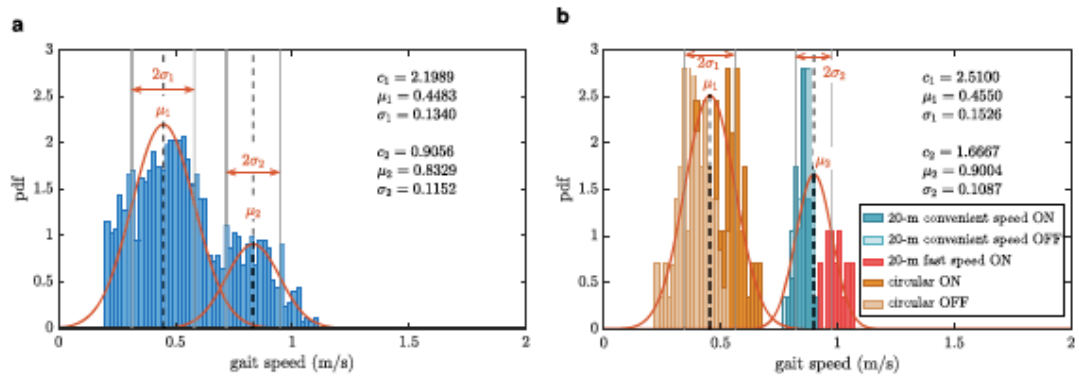 a
3
2.5
2
1.5
1
0.5
0
pdf
0
0.5
1
1.5
2
gait speed (m/s)
2σ₁
μ₁
2σ₂
μ₂
c₁ = 2.1989
μ₁ = 0.4483
σ₁ = 0.1340
c₂ = 0.9056
μ₂ = 0.8329
σ₂ = 0.1152
b
3
2.5
2
1.5
1
0.5
0
pdf
0
0.5
1
1.5
2
gait speed (m/s)
2σ₁
μ₁
2σ₂
μ₂
c₁ = 2.5100
μ₁ = 0.4550
σ₁ = 0.1526
c₂ = 1.6667
μ₂ = 0.9004
σ₂ = 0.1087
20-m convenient speed ON
20-m convenient speed OFF
20-m fast speed ON
circular ON
circular OFF